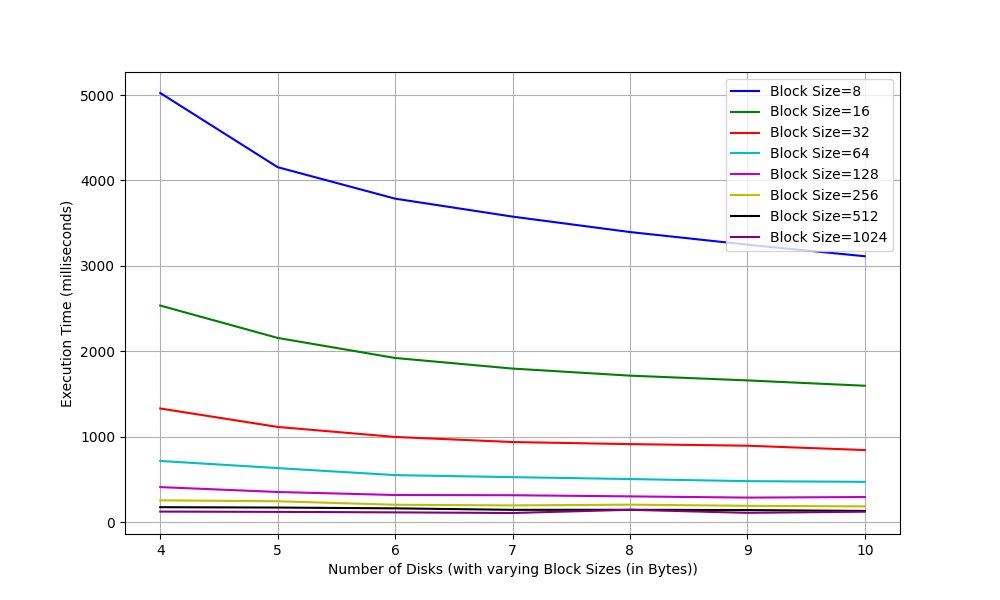 5000
4000
3000
2000
1000
0
Execution Time (milliseconds)
Block Size=8
Block Size=16
Block Size=32
Block Size=64
Block Size=128
Block Size=256
Block Size=512
Block Size=1024
4 5 6 7 8 9 10
Number of Disks (with varying Block Sizes (in Bytes))